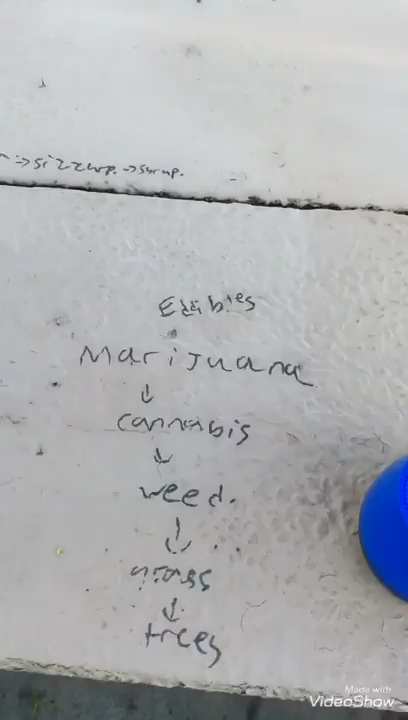 →sizzurp.→syrup.
Edibles
Marijuana
↓
cannabis
↓
weed.
↓
grass
↓
trees
Made with
VideoShow